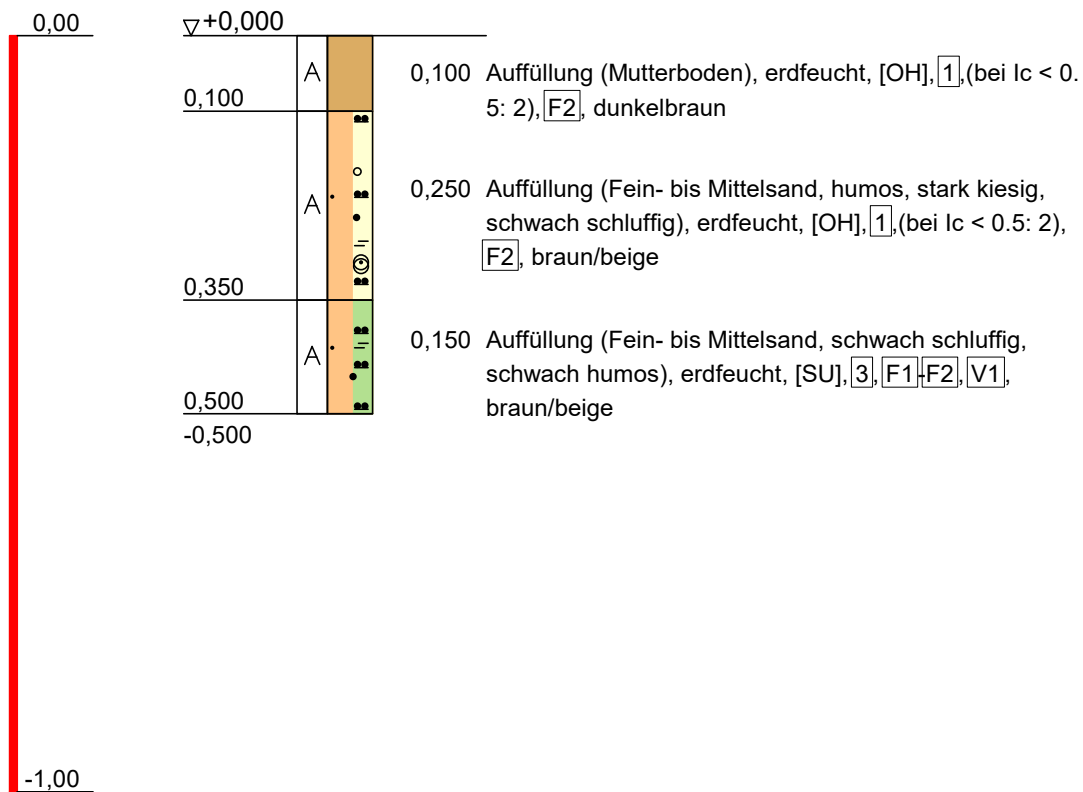 0,00
+0,000
A
0,100 Auffüllung (Mutterboden), erdfeucht, [OH], 1,(bei Ic < 0.
5: 2), F2, dunkelbraun
0,100
A
0,250 Auffüllung (Fein- bis Mittelsand, humos, stark kiesig,
schwach schluffig), erdfeucht, [OH], 1,(bei Ic < 0.5: 2),
F2, braun/beige
0,350
A
0,150 Auffüllung (Fein- bis Mittelsand, schwach schluffig,
schwach humos), erdfeucht, [SU], 3, F1-F2, V1,
braun/beige
0,500
-0,500
-1,00